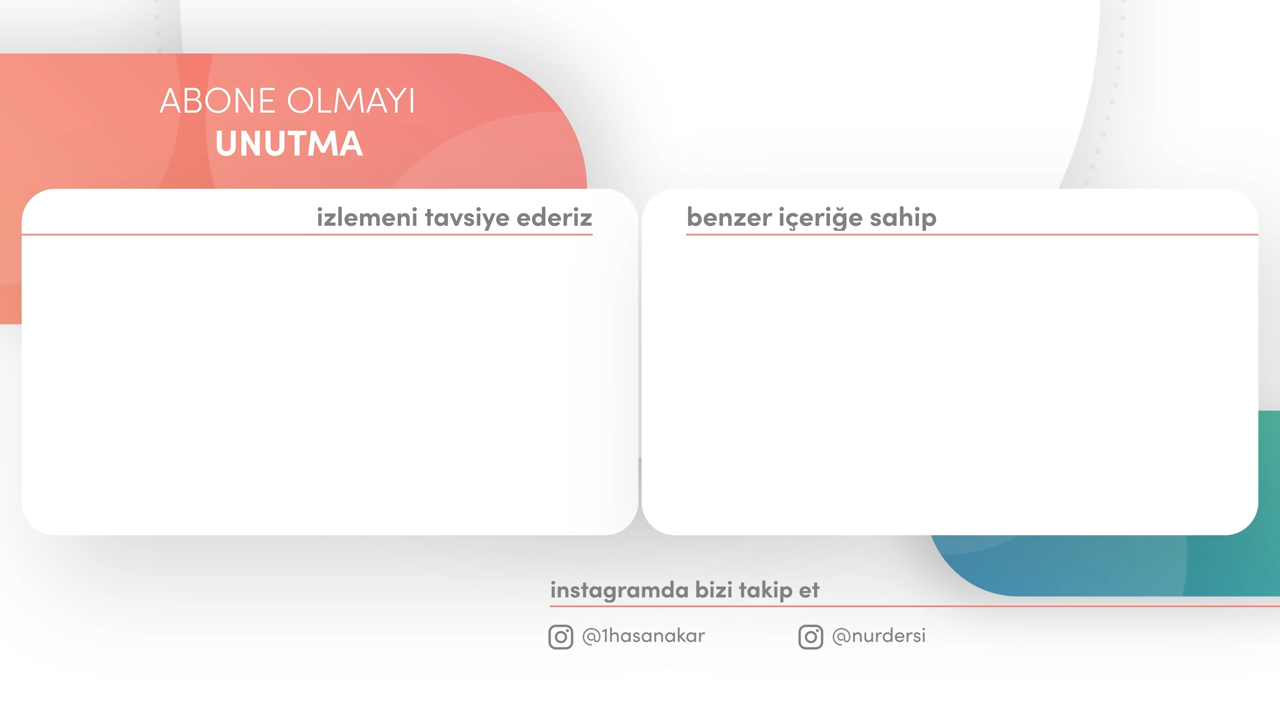 ABONE OLMAYI
UNUTMA
izlemeni tavsiye ederiz
benzer içeriğe sahip
instagramda bizi takip et
@1hasanakar
@nurdersi